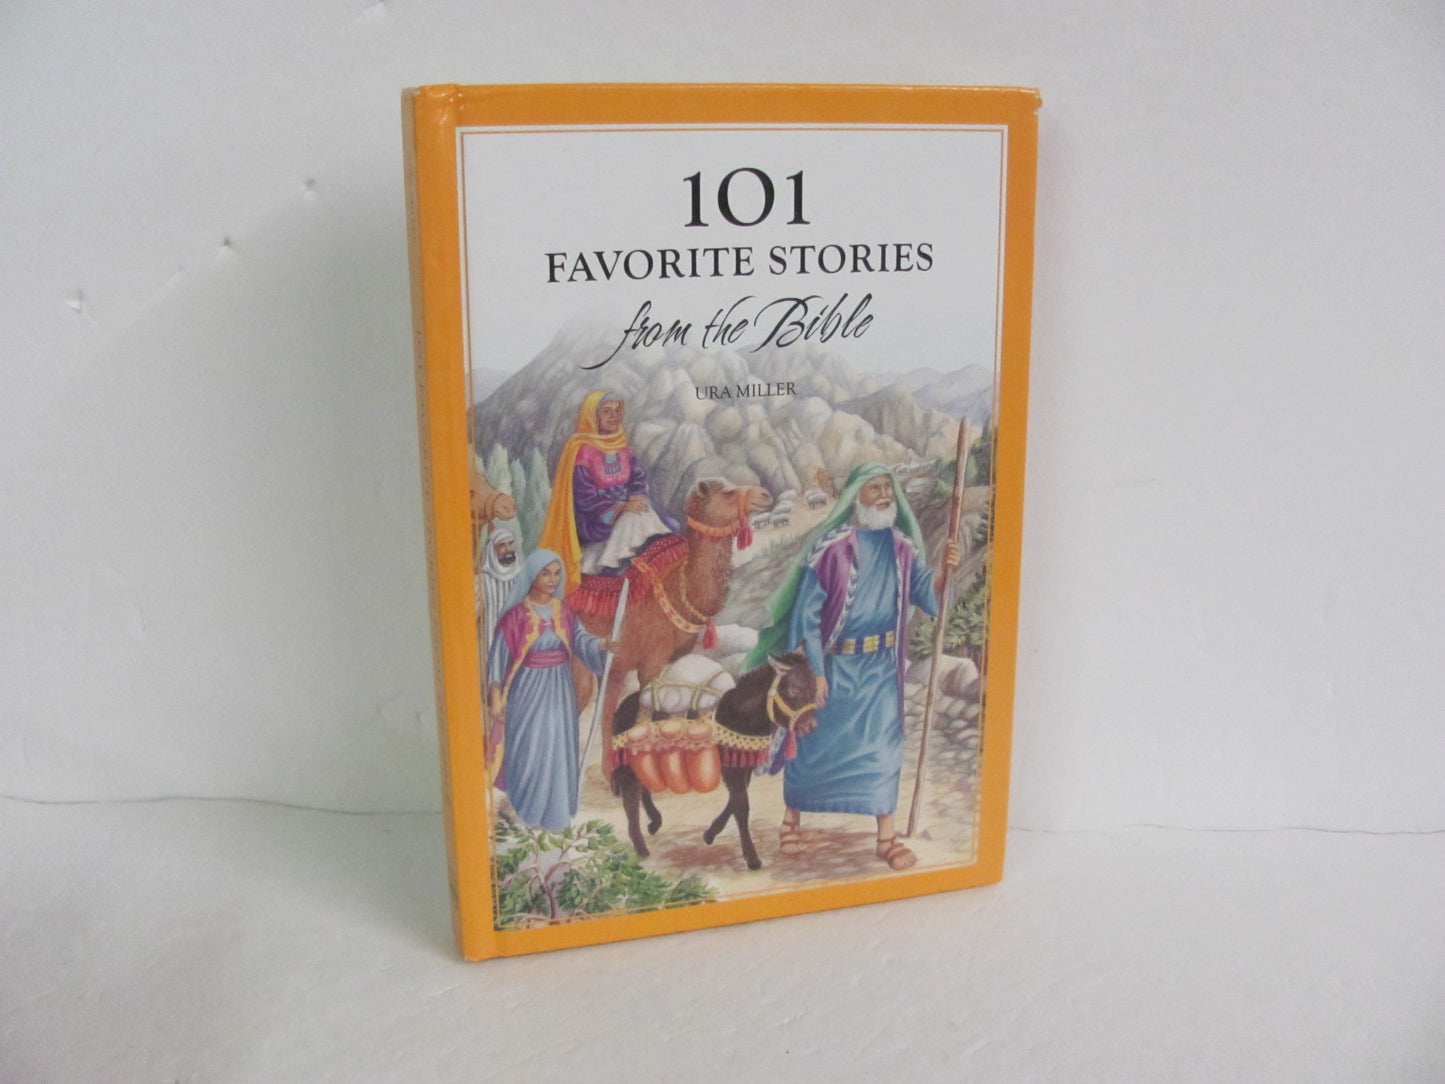 101
FAVORITE STORIES
from the Bible
URA MILLER